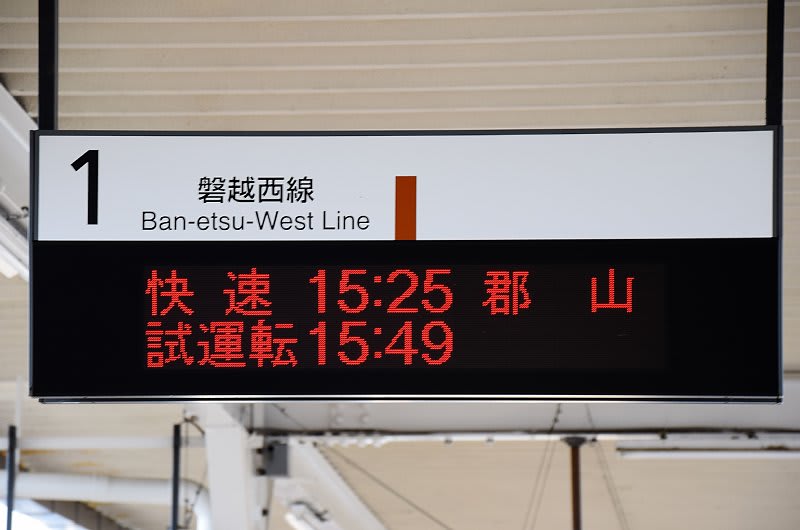 1
磐越西線
Ban-etsu-West Line
快速 15:25 郡山
試運転 15:49